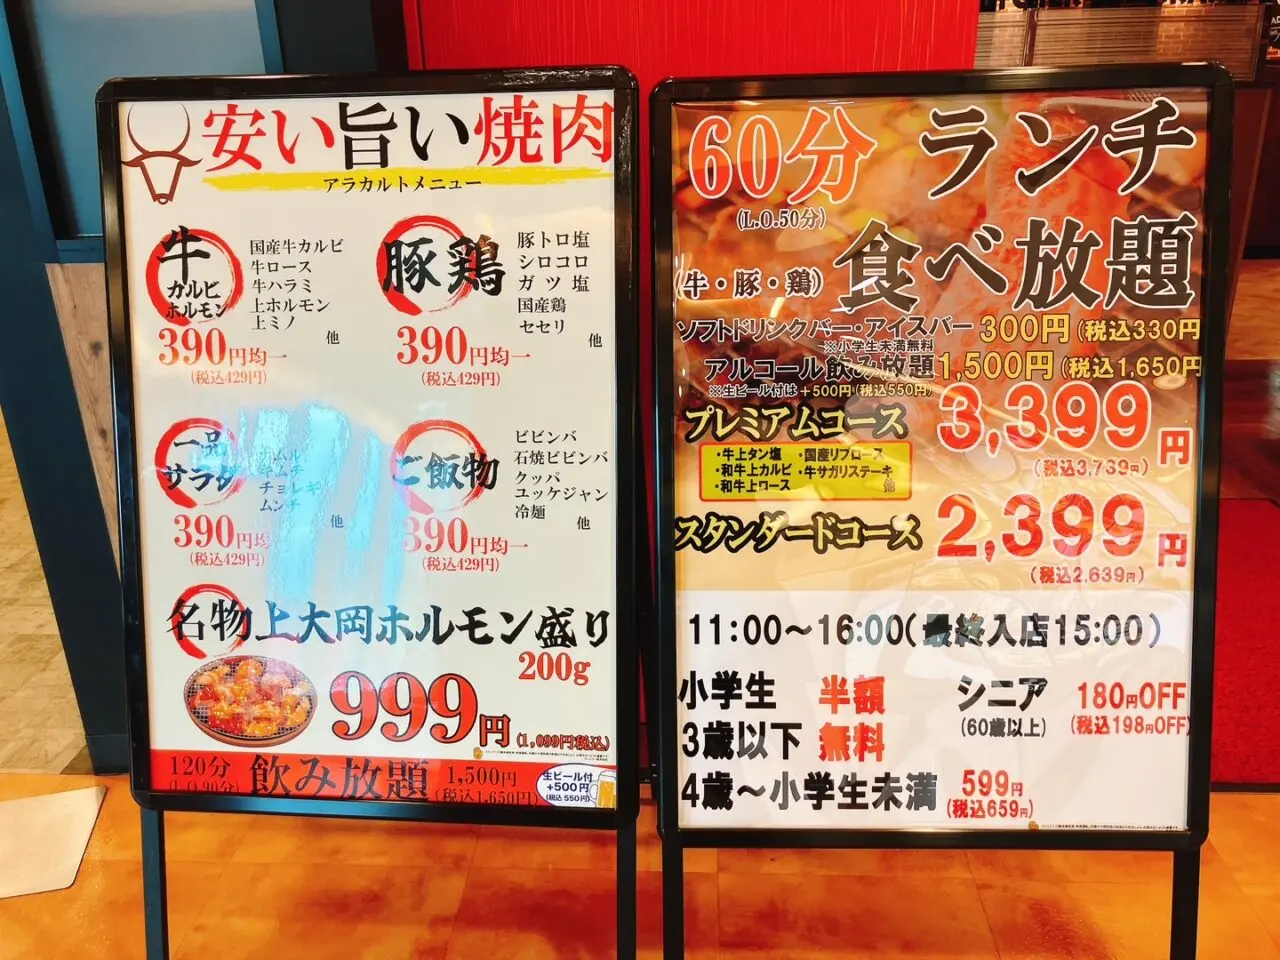 安い旨い焼肉
アラカルトメニュー
牛
カルビ
ホルモン
国産牛カルビ
牛ロース
牛ハラミ
上ホルモン
上ミノ
他
390円均一
(税込429円)
豚 鶏
豚トロ塩
シロコロ
ガツ塩
国産鶏
セセリ
他
390円均一
(税込429円)
一品
サラダ
キムチ
チョレギ
ムンチ
他
390円均一
(税込429円)
ご飯物
ビビンバ
石焼ビビンバ
クッパ
ユッケジャン
冷麺
他
390円均一
(税込429円)
名物上大岡ホルモン盛り
200g
999円(1,099円税込)
120分
(L.O.90分)
飲み放題
1,500円
(税込1,650円)
生ビール付
+500円
(税込550円)
60分 ランチ
(L.O.50分)
(牛・豚・鶏) 食べ放題
ソフトドリンクバー・アイスバー 300円(税込330円
※小学生未満無料
アルコール飲み放題 1,500円(税込1,650円
※生ビール付は+500円(税込550円)
プレミアムコース 3,399円
(税込3,739円)
・牛上タン塩 ・国産リブロース
・和牛上カルビ ・牛サガリステーキ
・和牛上ロース 他
スタンダードコース 2,399円
(税込2,639円)
11:00〜16:00(最終入店15:00)
小学生 半額
シニア 180円OFF
(60歳以上) (税込198円OFF)
3歳以下 無料
4歳〜小学生未満 599円
(税込659円)